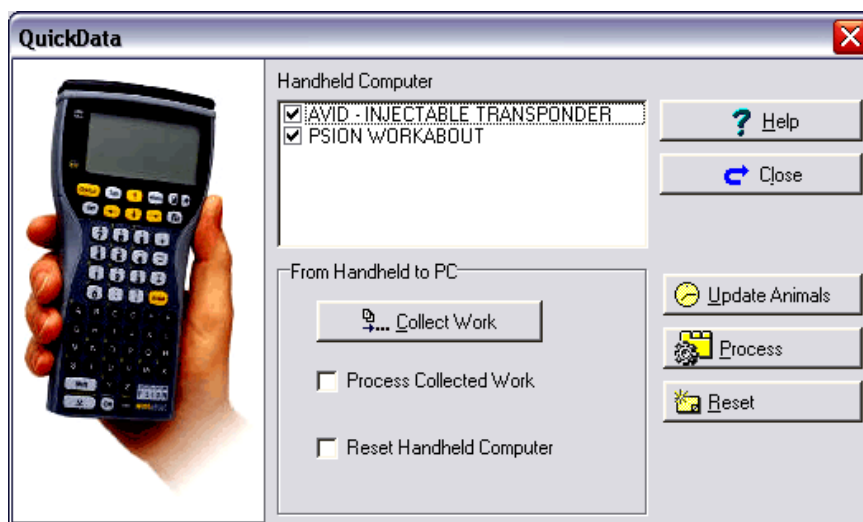 QuickData
Handheld Computer
AVID - INJECTABLE TRANSPONDER
PSION WORKABOUT
Help
Close
From Handheld to PC
Collect Work
Process Collected Work
Reset Handheld Computer
Update Animals
Process
Reset
PSION